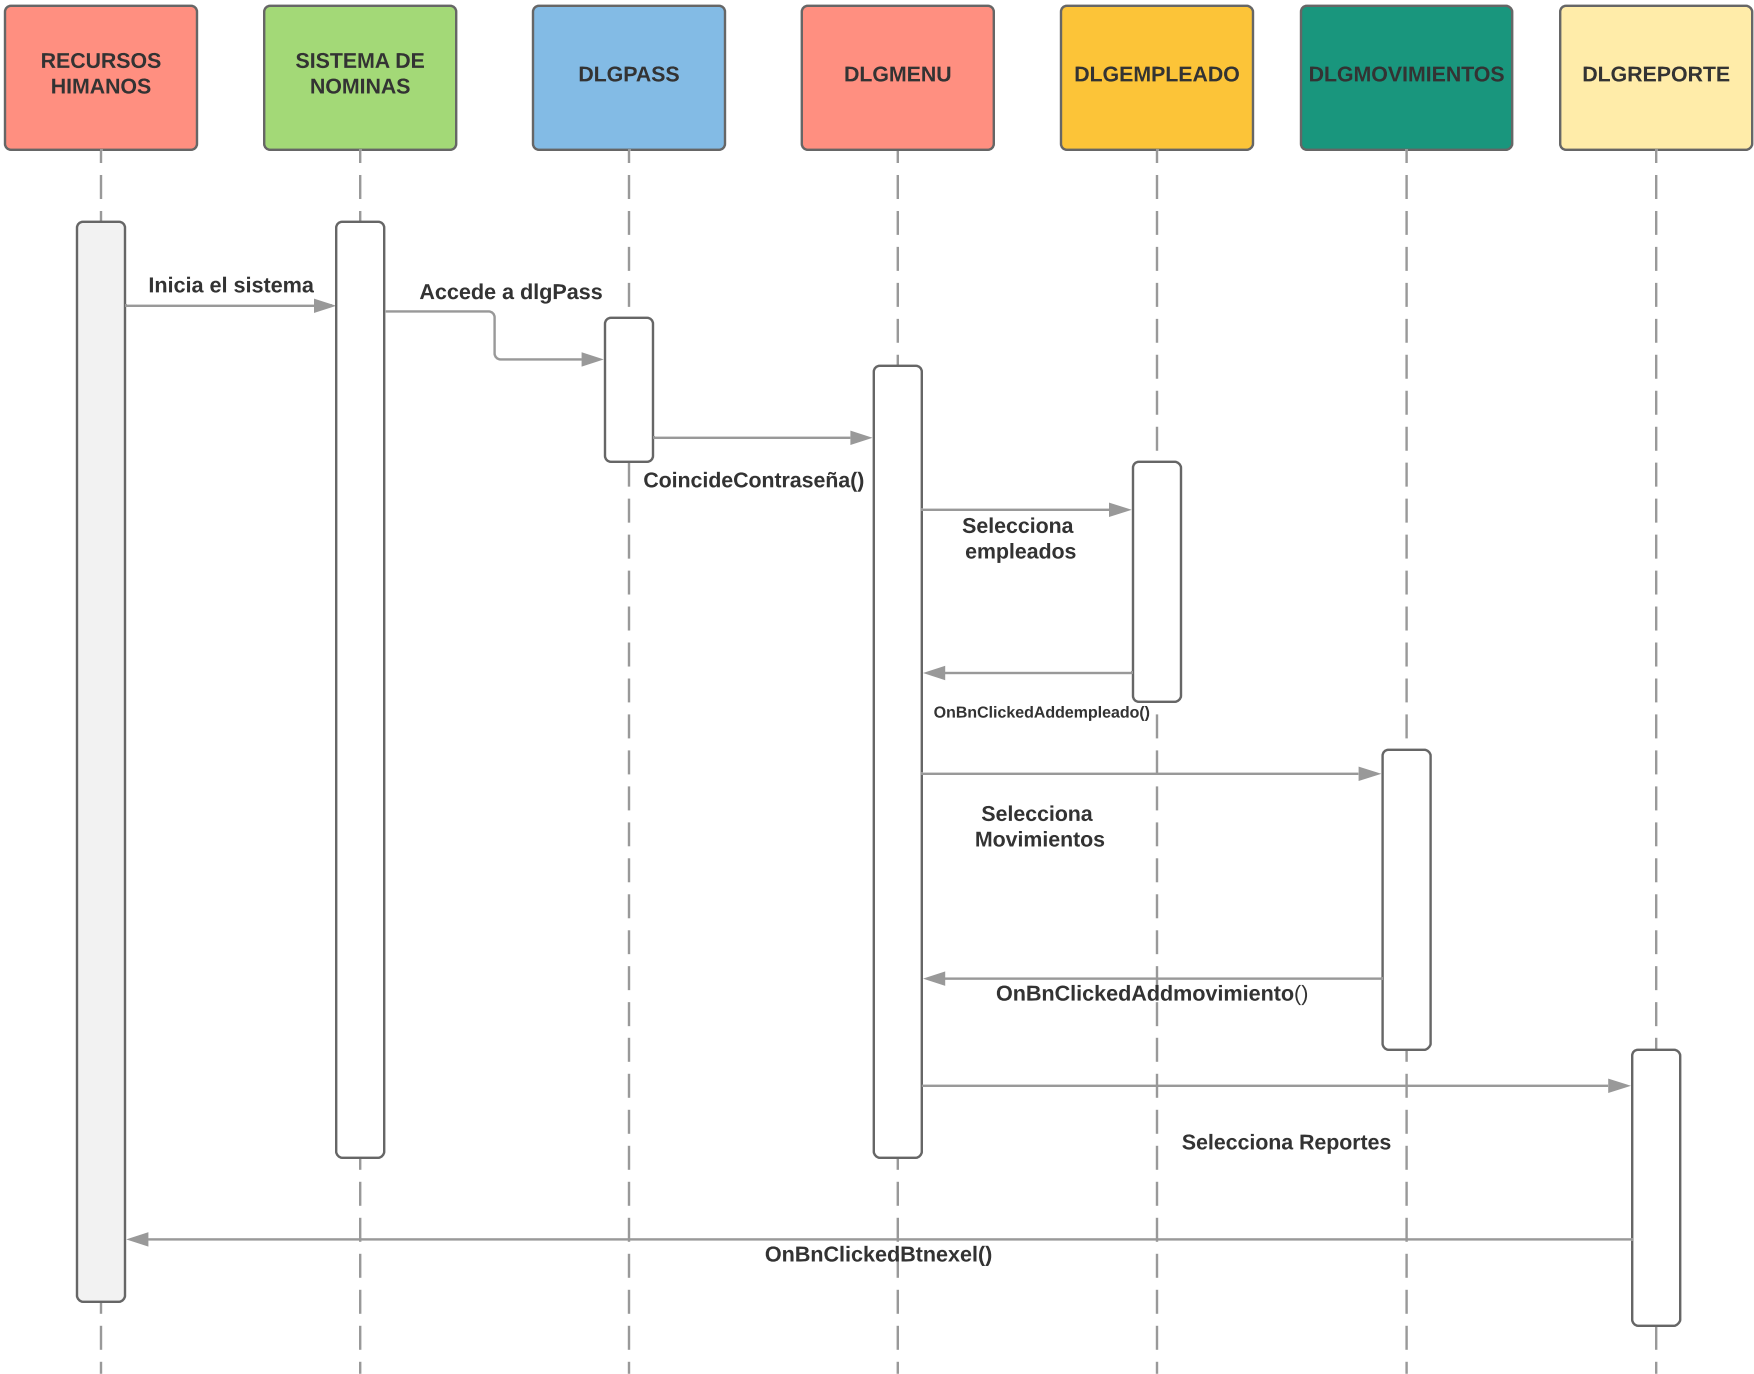 RECURSOS
HIMANOS
SISTEMA DE
NOMINAS
DLGPASS
DLGMENU
DLGEMPLEADO
DLGMOVIMIENTOS
DLGREPORTE
Inicia el sistema
Accede a dlgPass
CoincideContraseña()
Selecciona
empleados
OnBnClickedAddempleado()
Selecciona
Movimientos
OnBnClickedAddmovimiento()
Selecciona Reportes
OnBnClickedBtnexel()